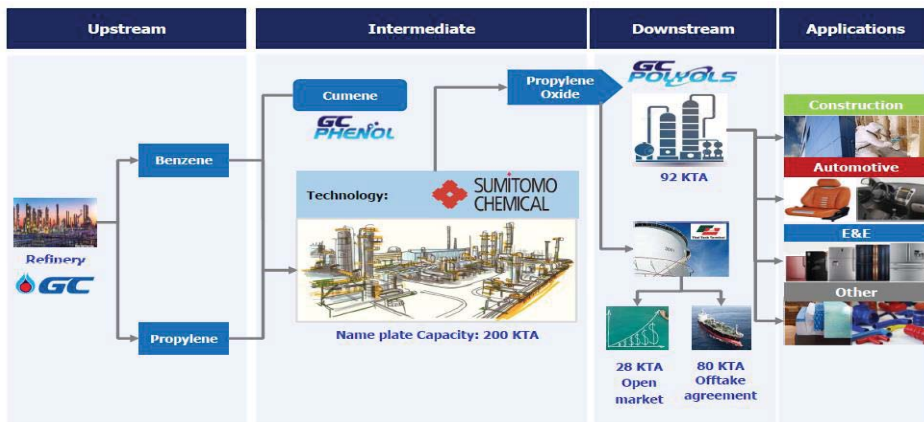 Upstream
Intermediate
Downstream
Applications
Refinery
GC
Benzene
Propylene
Cumene
GC
PHENOL
Technology:
SUMITOMO
CHEMICAL
Name plate Capacity: 200 KTA
Propylene
Oxide
GC
POLYOLS
92 KTA
28 KTA
Open
market
80 KTA
Offtake
agreement
Construction
Automotive
E&E
Other